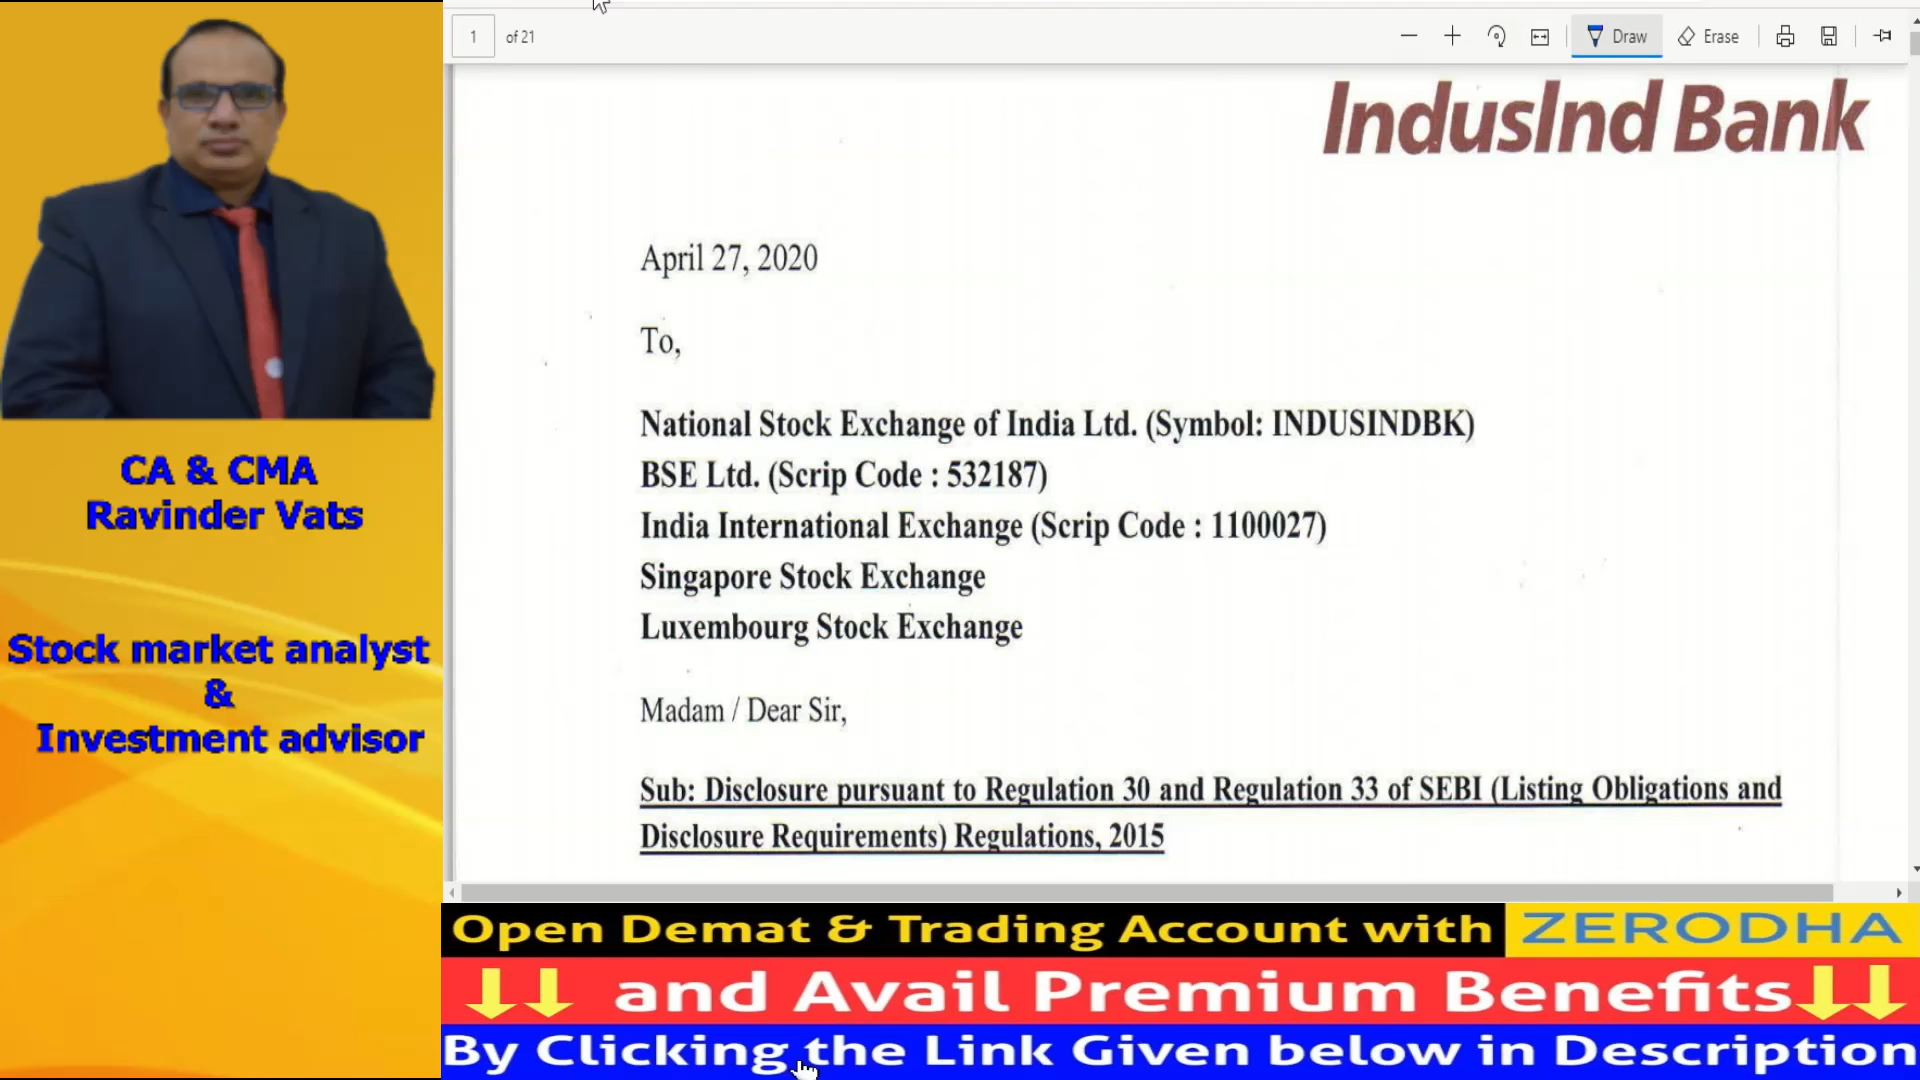 CA & CMA
Ravinder Vats
Stock market analyst
&
Investment advisor
1 of 21
Draw
Erase
IndusInd Bank
April 27, 2020
To,
National Stock Exchange of India Ltd. (Symbol: INDUSINDBK)
BSE Ltd. (Scrip Code : 532187)
India International Exchange (Scrip Code : 1100027)
Singapore Stock Exchange
Luxembourg Stock Exchange
Madam / Dear Sir,
Sub: Disclosure pursuant to Regulation 30 and Regulation 33 of SEBI (Listing Obligations and
Disclosure Requirements) Regulations, 2015
Open Demat & Trading Account with ZERODHA
and Avail Premium Benefits
By Clicking the Link Given below in Description